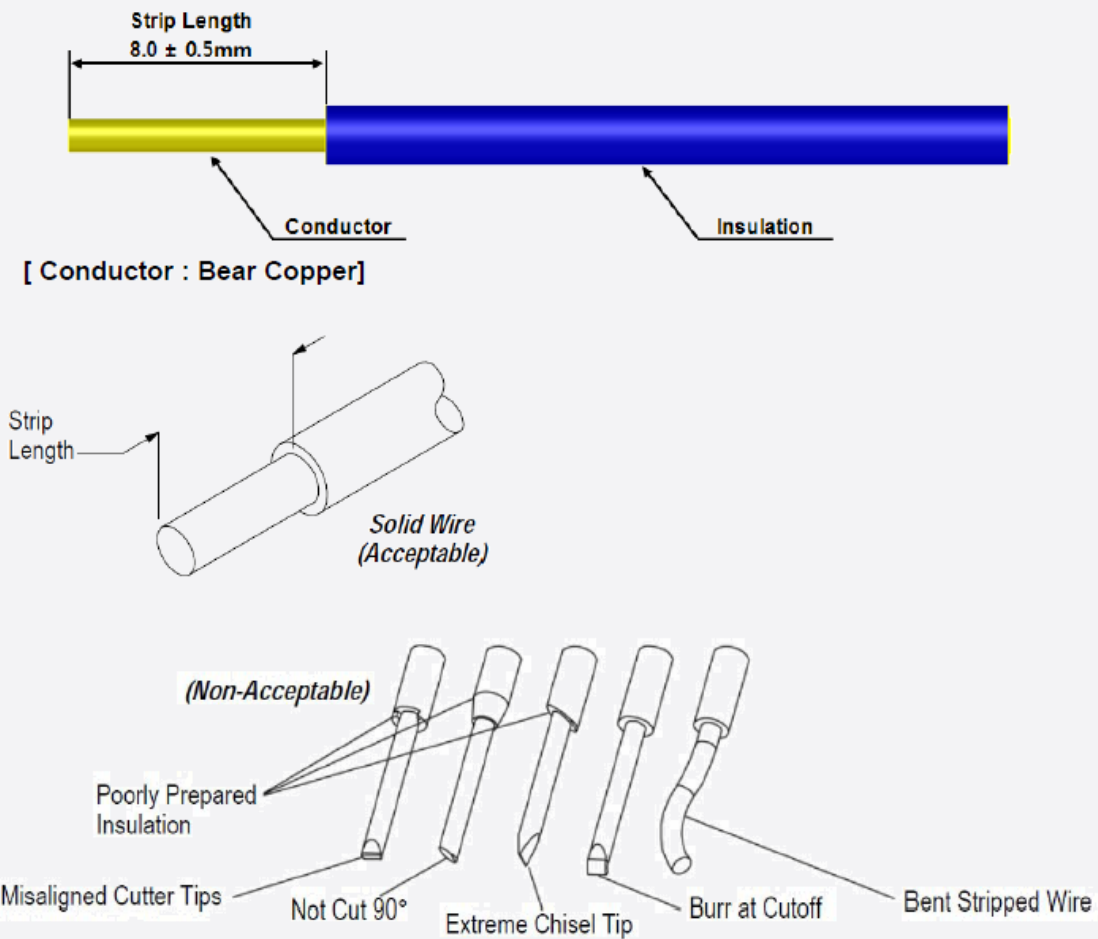 Strip Length
8.0 ± 0.5mm
Conductor
Insulation
[ Conductor : Bear Copper]
Strip
Length
Solid Wire
(Acceptable)
(Non-Acceptable)
Poorly Prepared
Insulation
Misaligned Cutter Tips
Not Cut 90°
Extreme Chisel Tip
Burr at Cutoff
Bent Stripped Wire